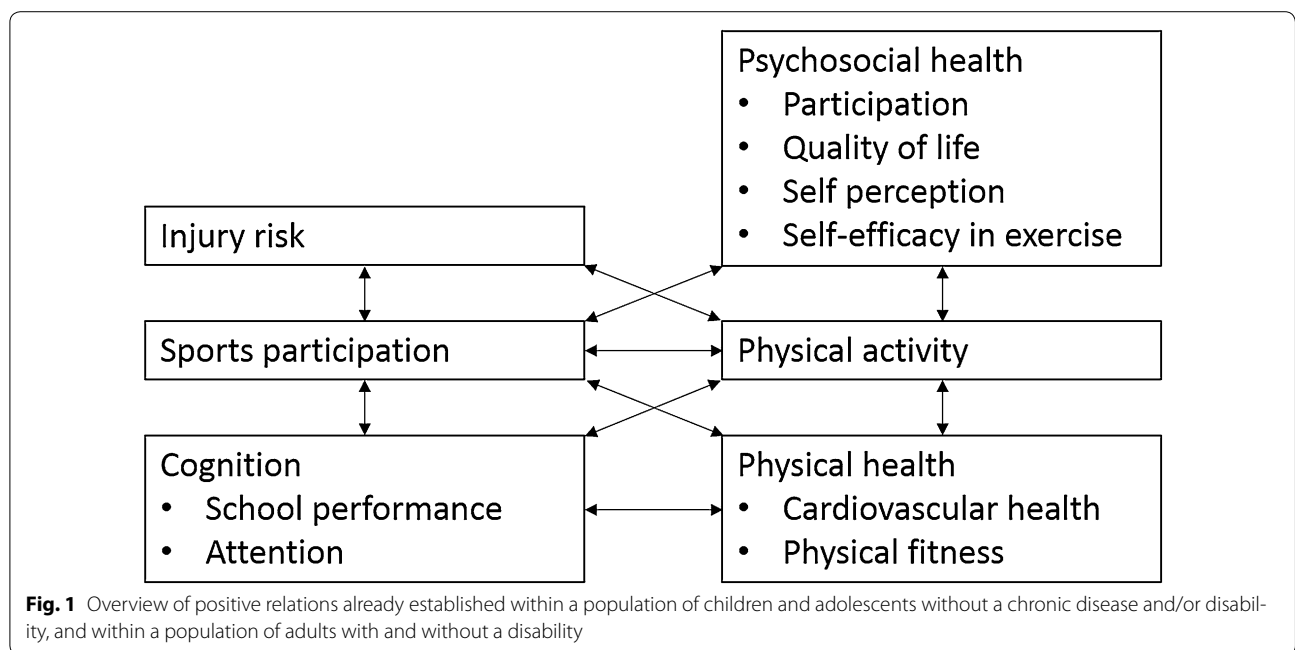 Psychosocial health
• Participation
• Quality of life
• Self perception
• Self-efficacy in exercise
Injury risk
Sports participation
Physical activity
Cognition
• School performance
• Attention
Physical health
• Cardiovascular health
• Physical fitness
Fig. 1 Overview of positive relations already established within a population of children and adolescents without a chronic disease and/or disabil-
ity, and within a population of adults with and without a disability